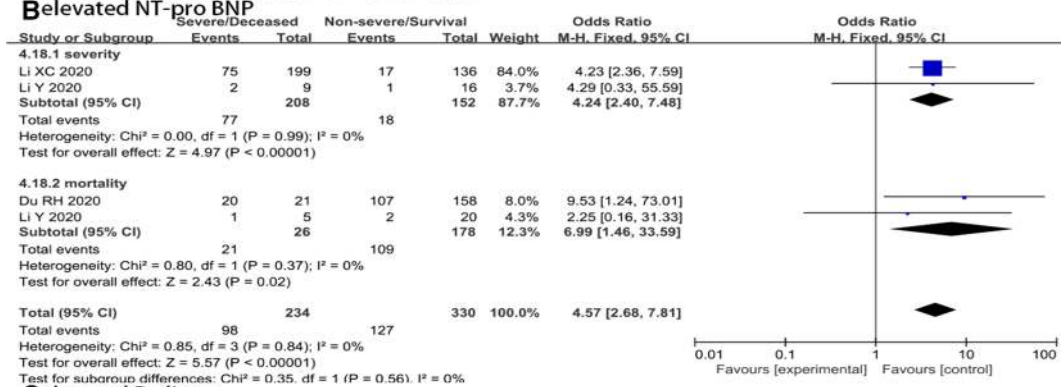 B elevated NT-pro BNP
Severe/Deceased Non-severe/Survival Odds Ratio Odds Ratio
Study or Subgroup Events Total Events Total Weight M-H, Fixed, 95% CI M-H, Fixed, 95% CI
4.18.1 severity
Li XC 2020 75 199 17 136 84.0% 4.23 [2.36, 7.59]
Li Y 2020 2 9 1 16 3.7% 4.29 [0.33, 55.59]
Subtotal (95% CI) 208 152 87.7% 4.24 [2.40, 7.48]
Total events 77 18
Heterogeneity: Chi² = 0.00, df = 1 (P = 0.99); I² = 0%
Test for overall effect: Z = 4.97 (P < 0.00001)
4.18.2 mortality
Du RH 2020 20 21 107 158 8.0% 9.53 [1.24, 73.01]
Li Y 2020 1 5 2 20 4.3% 2.25 [0.16, 31.33]
Subtotal (95% CI) 26 178 12.3% 6.99 [1.46, 33.59]
Total events 21 109
Heterogeneity: Chi² = 0.80, df = 1 (P = 0.37); I² = 0%
Test for overall effect: Z = 2.43 (P = 0.02)
Total (95% CI) 234 330 100.0% 4.57 [2.68, 7.81]
Total events 98 127
Heterogeneity: Chi² = 0.85, df = 3 (P = 0.84); I² = 0%
Test for overall effect: Z = 5.57 (P < 0.00001)
Test for subgroup differences: Chi² = 0.35, df = 1 (P = 0.56), I² = 0%
0.01 0.1 1 10 100
Favours [experimental] Favours [control]